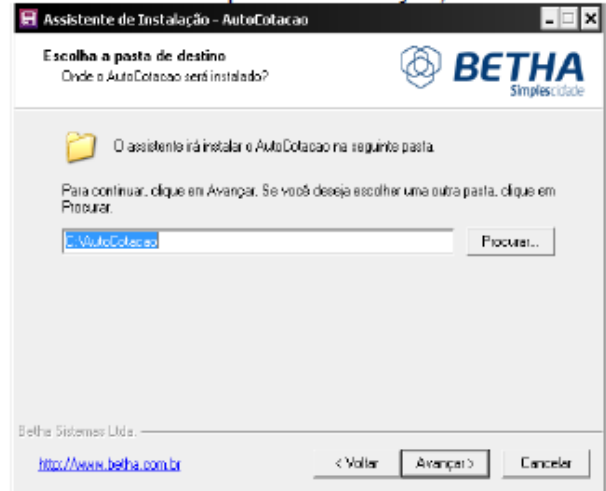 Assistente de Instalação - AutoCotacao
Escolha a pasta de destino
Onde o AutoCotacao será instalado?
BETHA
Simplescidade
O assistente irá instalar o AutoCotacao na seguinte pasta.
Para continuar, clique em Avançar. Se você deseja escolher uma outra pasta, clique em
Procurar.
C:\AutoCotacao
Procurar...
Betha Sistemas Ltda.
http://www.betha.com.br
< Voltar
Avançar >
Cancelar